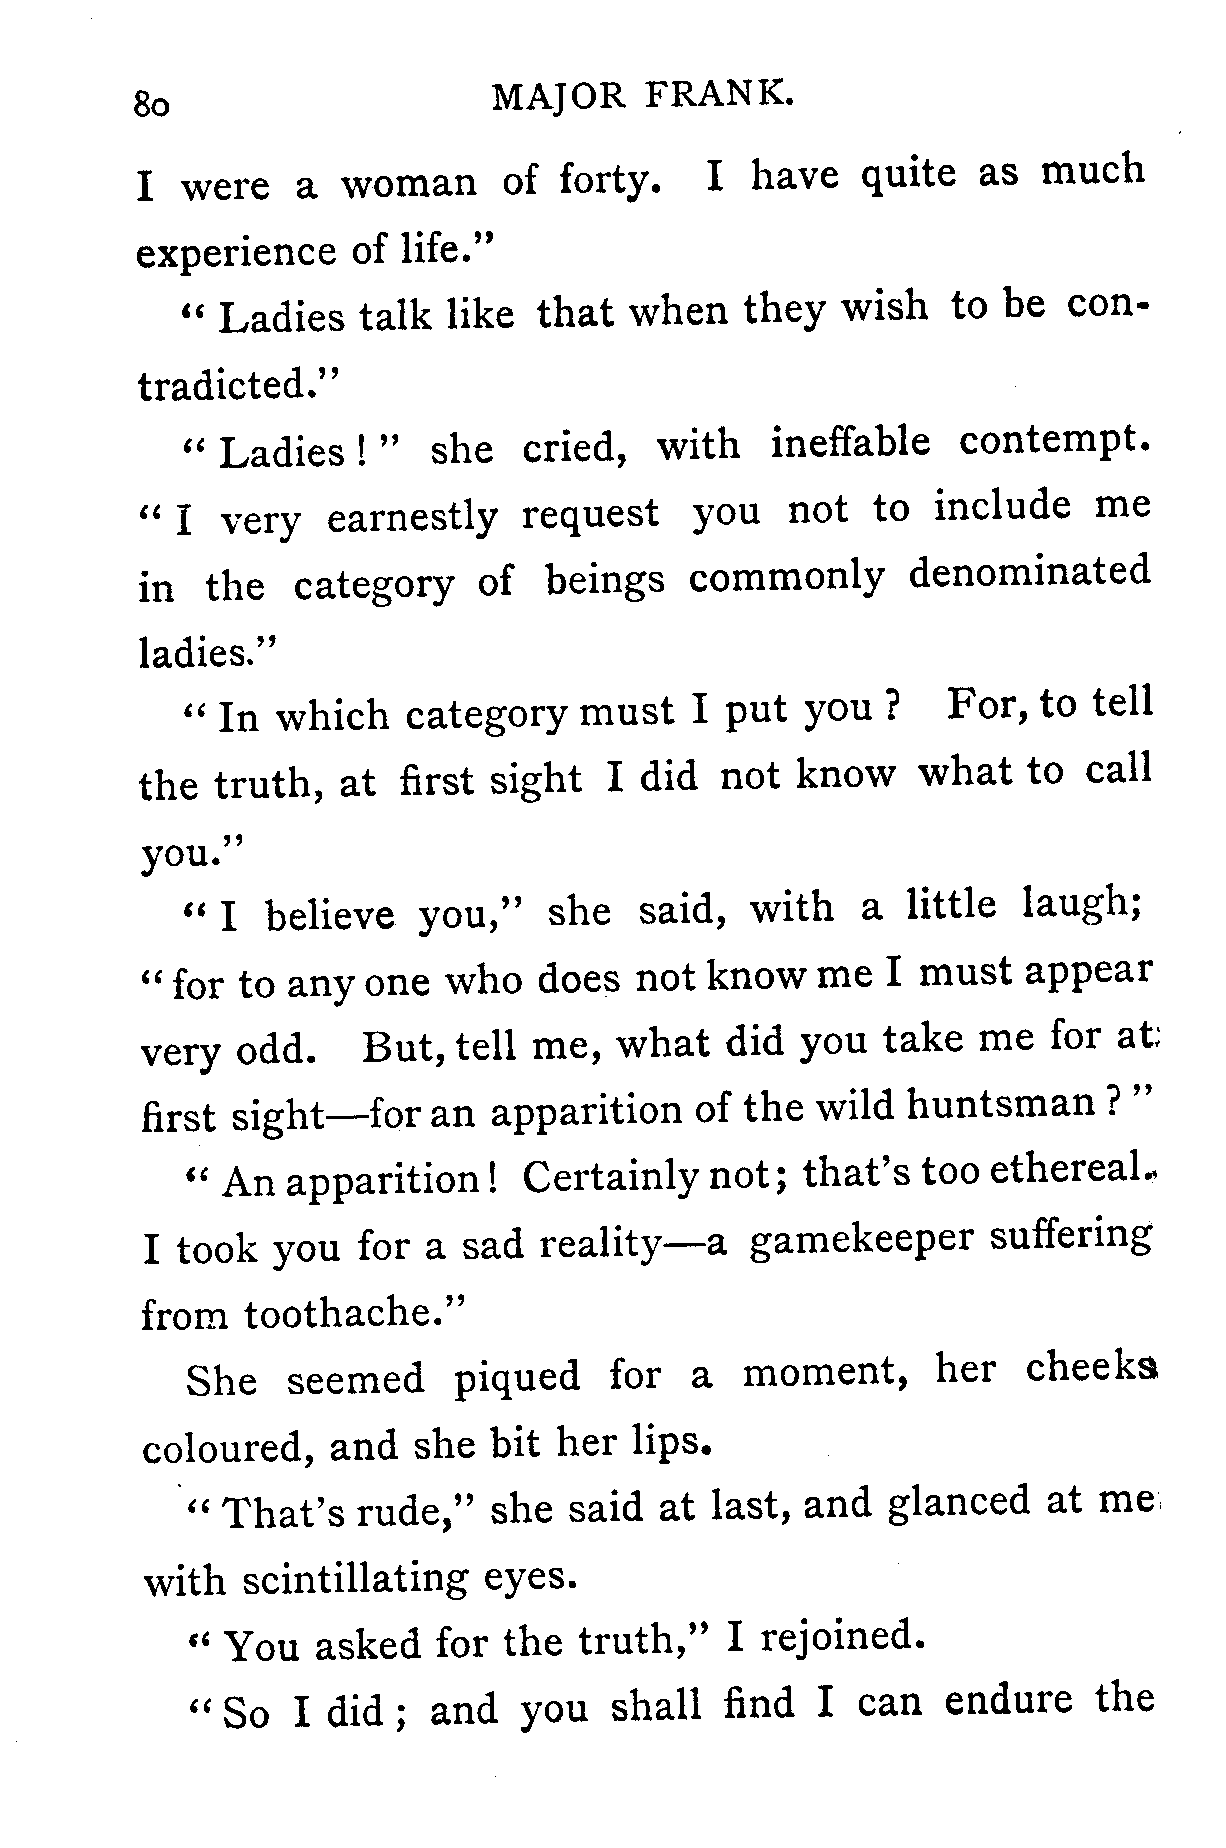 80 MAJOR FRANK.
I were a woman of forty. I have quite as much
experience of life."
" Ladies talk like that when they wish to be con-
tradicted."
" Ladies ! " she cried, with ineffable contempt.
" I very earnestly request you not to include me
in the category of beings commonly denominated
ladies."
" In which category must I put you ? For, to tell
the truth, at first sight I did not know what to call
you."
" I believe you," she said, with a little laugh;
" for to any one who does not know me I must appear
very odd. But, tell me, what did you take me for at
first sight—for an apparition of the wild huntsman ? "
" An apparition ! Certainly not ; that's too ethereal.
I took you for a sad reality—a gamekeeper suffering
from toothache."
She seemed piqued for a moment, her cheeks
coloured, and she bit her lips.
" That's rude," she said at last, and glanced at me
with scintillating eyes.
" You asked for the truth," I rejoined.
" So I did ; and you shall find I can endure the